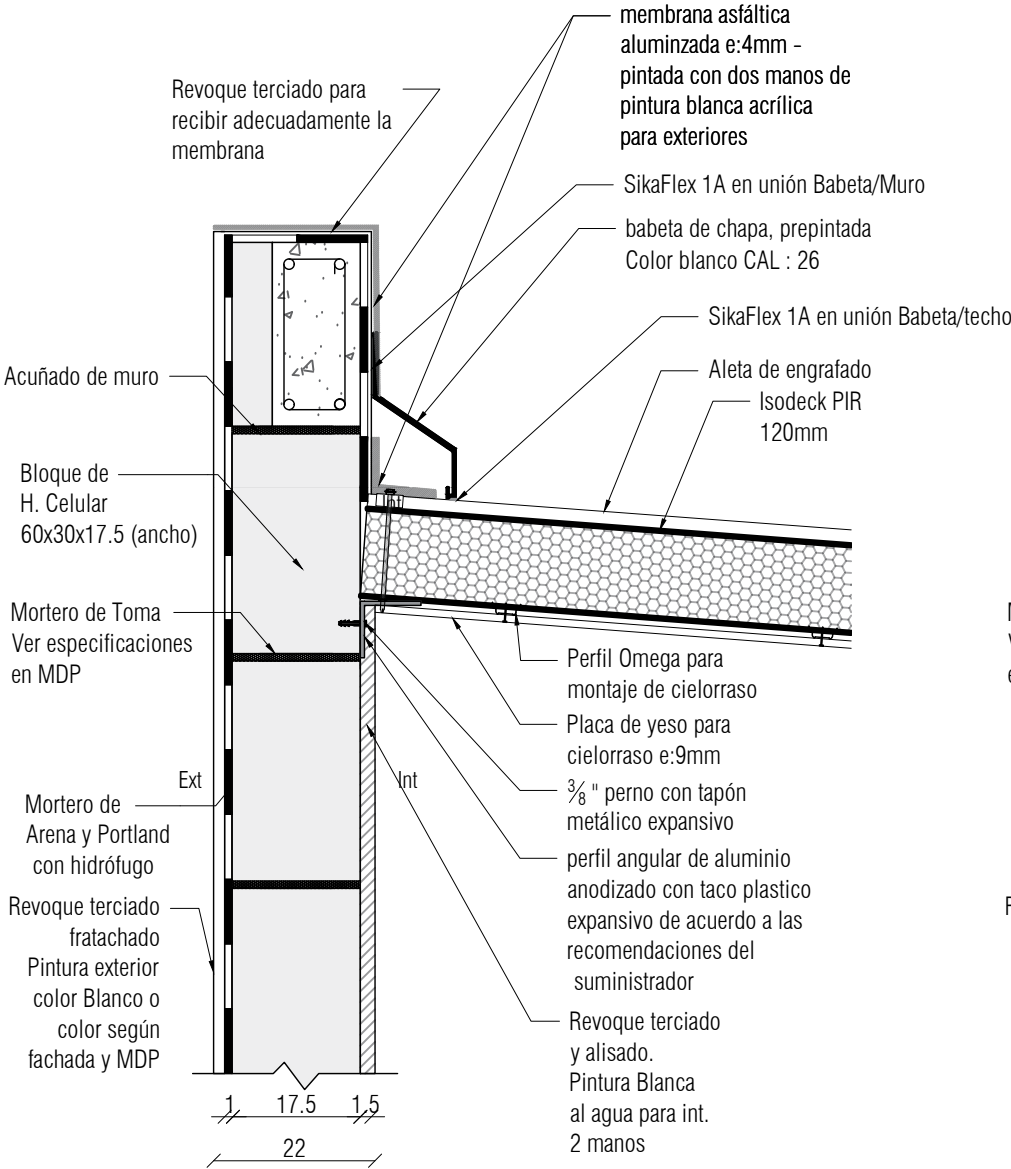 membrana asfáltica
aluminzada e:4mm -
pintada con dos manos de
pintura blanca acrílica
para exteriores
Revoque terciado para
recibir adecuadamente la
membrana
SikaFlex 1A en unión Babeta/Muro
babeta de chapa, prepintada
Color blanco CAL : 26
SikaFlex 1A en unión Babeta/techo
Aleta de engrafado
Isodeck PIR
120mm
Acuñado de muro
Bloque de
H. Celular
60x30x17.5 (ancho)
Mortero de Toma
Ver especificaciones
en MDP
Perfil Omega para
montaje de cielorraso
Placa de yeso para
cielorraso e:9mm
Ext
Int
3/8 " perno con tapón
metálico expansivo
Mortero de
Arena y Portland
con hidrófugo
perfil angular de aluminio
anodizado con taco plastico
expansivo de acuerdo a las
recomendaciones del
suministrador
Revoque terciado
fratachado
Pintura exterior
color Blanco o
color según
fachada y MDP
Revoque terciado
y alisado.
Pintura Blanca
al agua para int.
2 manos
1 17.5 1.5
22